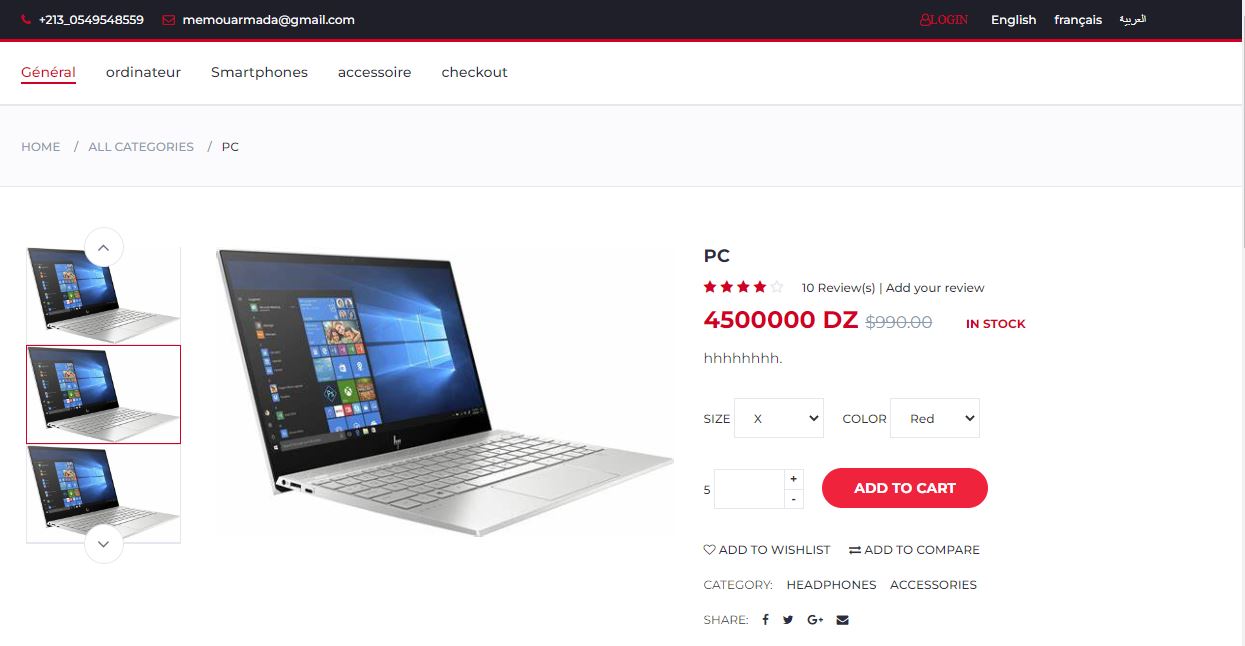 +213_0549548559 memouarmada@gmail.com LOGIN English français العربية
Général ordinateur Smartphones accessoire checkout
HOME / ALL CATEGORIES / PC
PC
10 Review(s) | Add your review
4500000 DZ $990.00 IN STOCK
hhhhhhhh.
SIZE X COLOR Red
5 + - ADD TO CART
ADD TO WISHLIST ADD TO COMPARE
CATEGORY: HEADPHONES ACCESSORIES
SHARE: f G+
hp